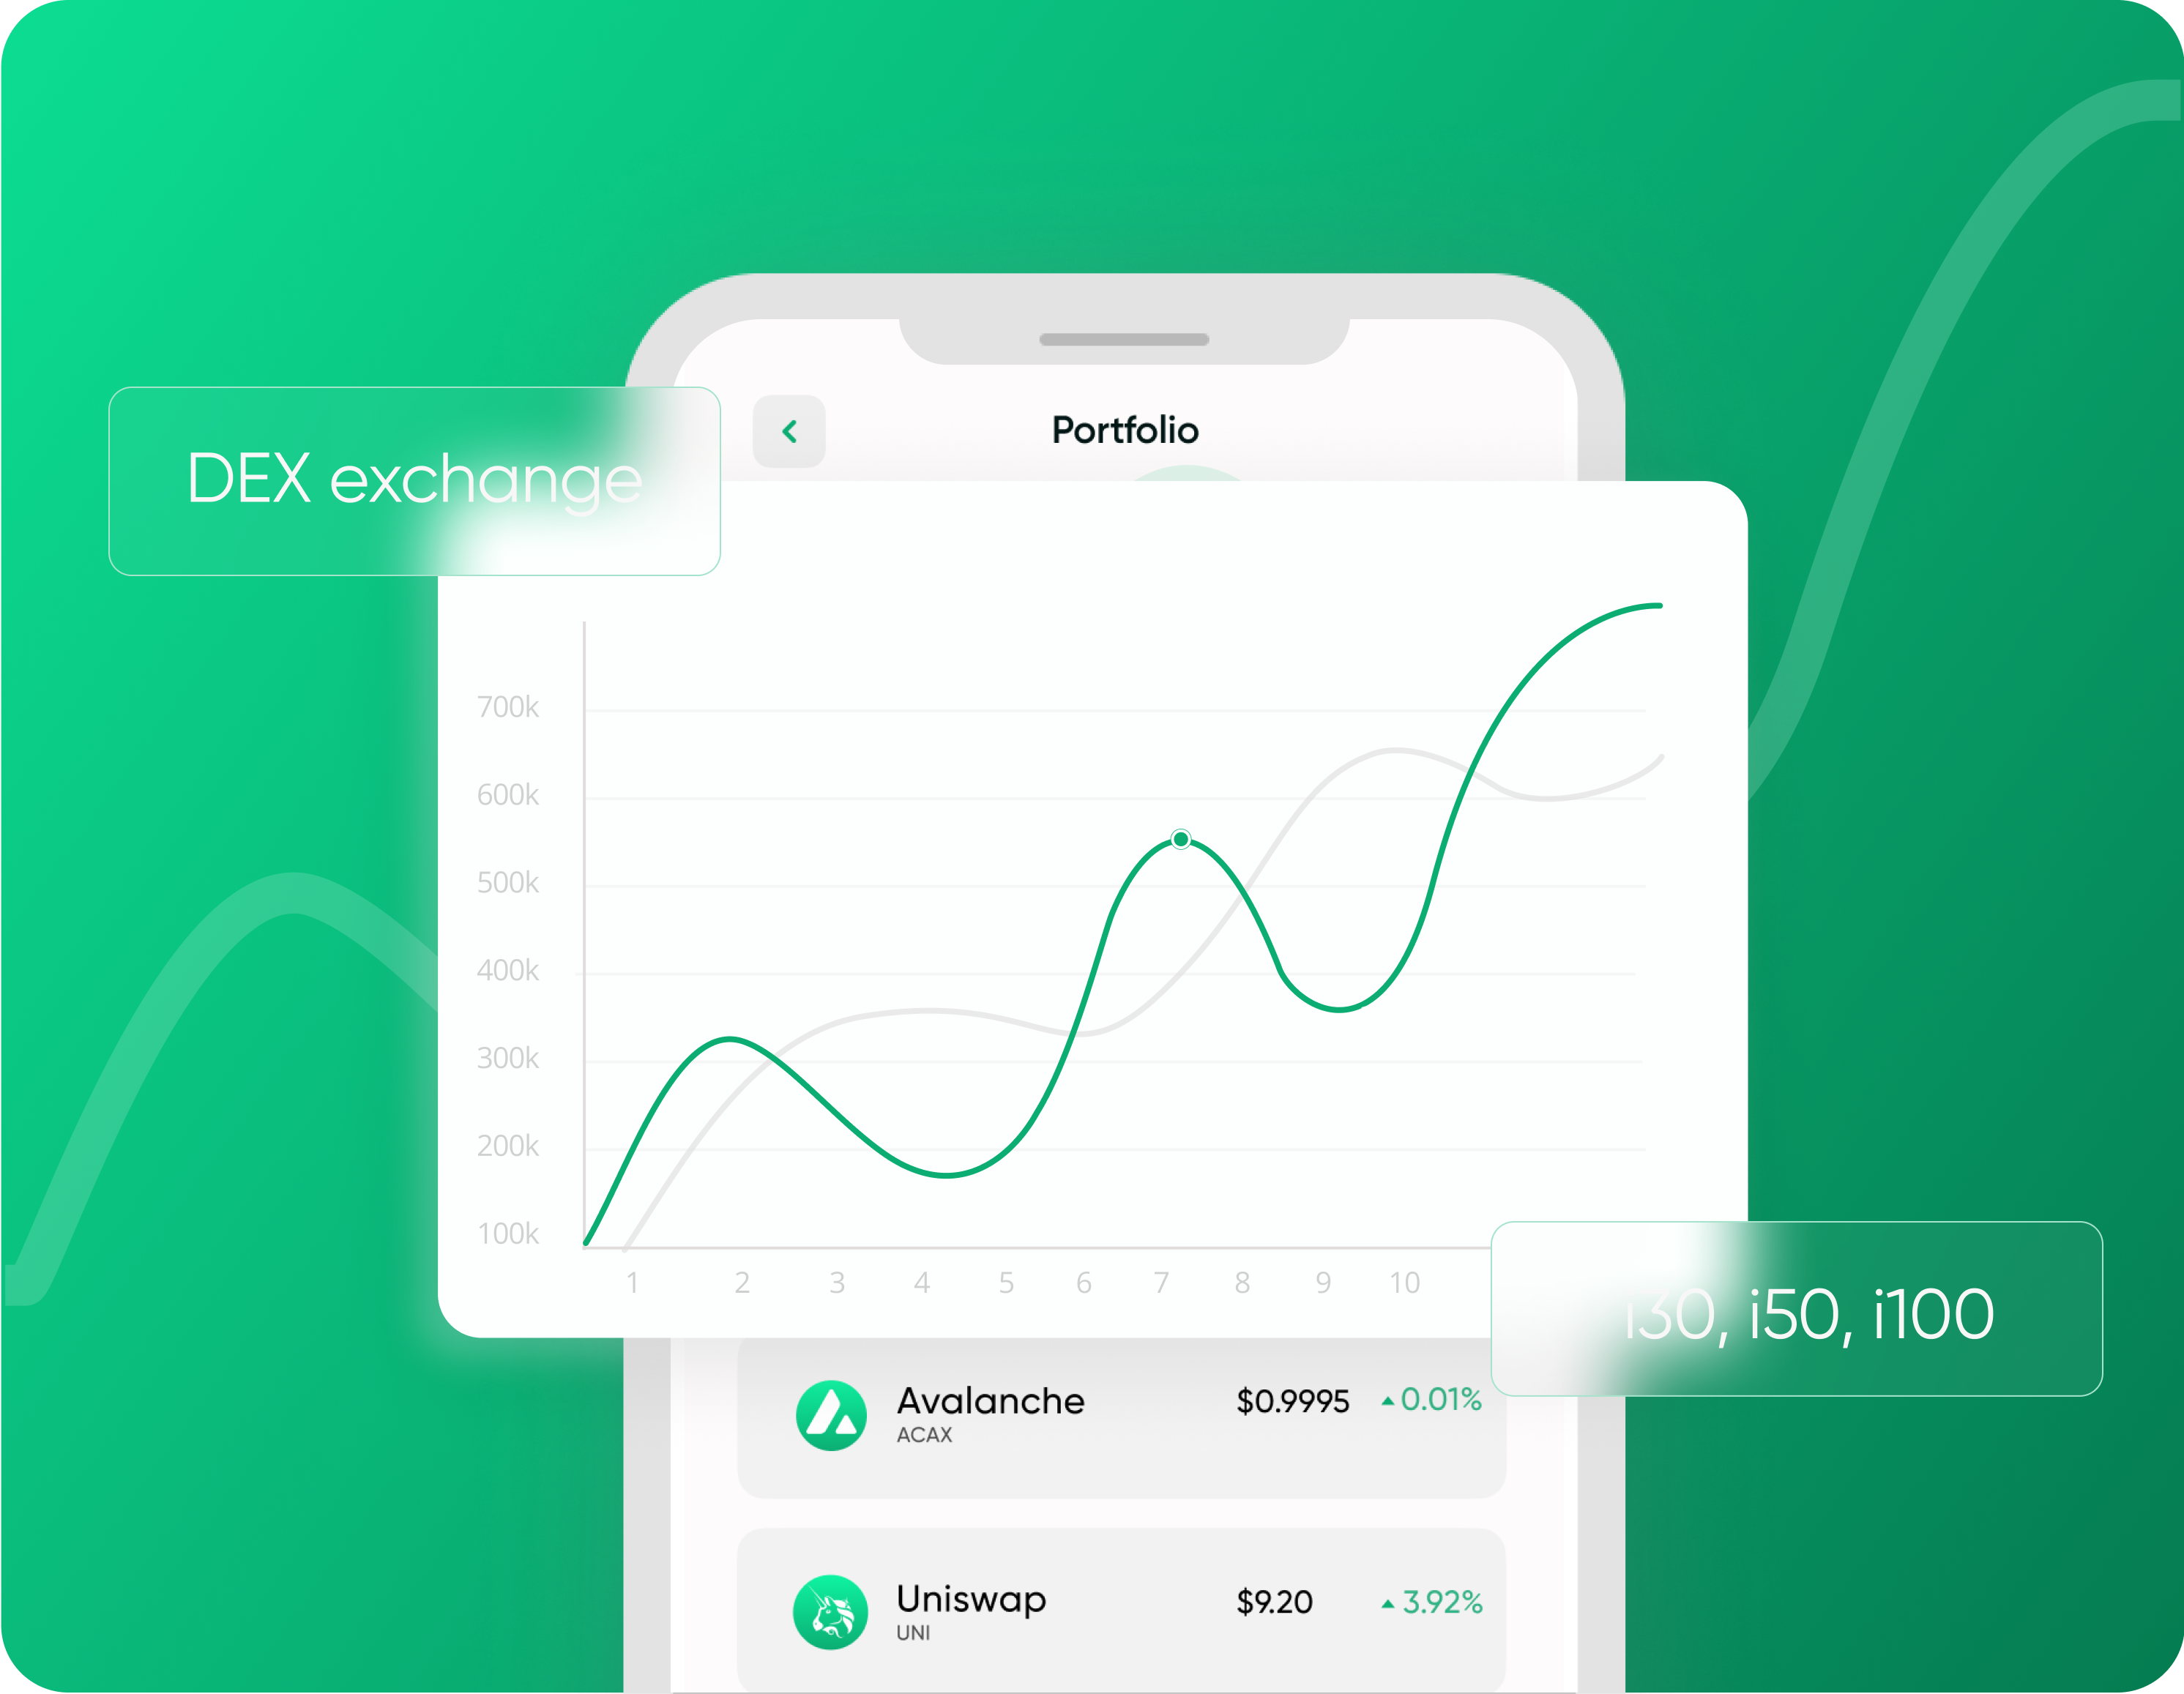 Portfolio
DEX exchange
700k
600k
500k
400k
300k
200k
100k
1 2 3 4 5 6 7 8 9 10
i30, i50, i100
Avalanche $0.9995 0.01%
ACAX
Uniswap $9.20 3.92%
UNI